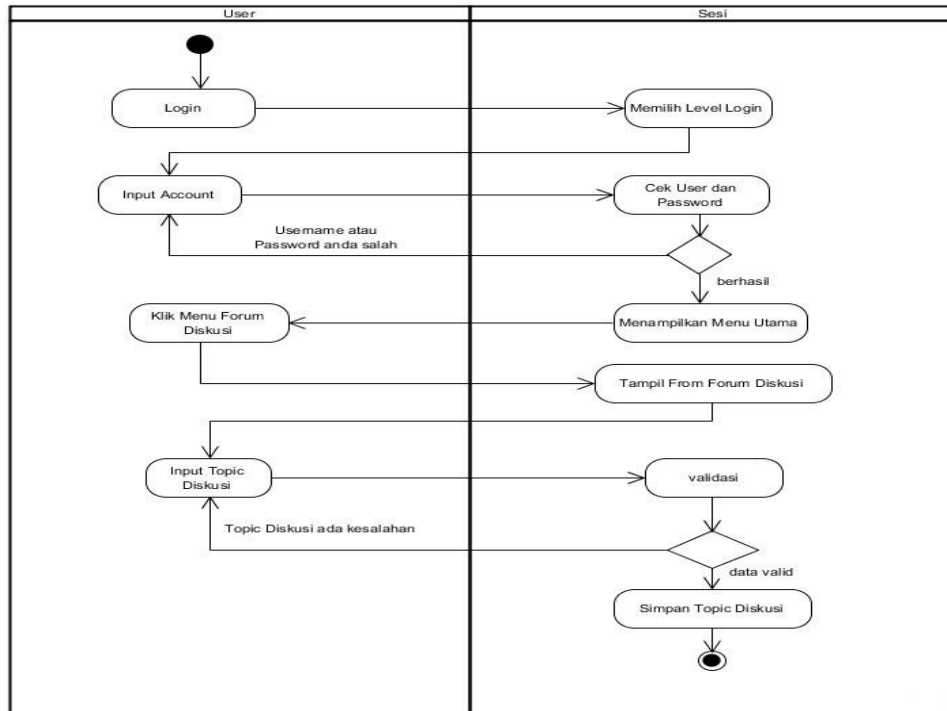 User
Sesi
Login
Memilih Level Login
Input Account
Cek User dan
Password
Username atau
Password anda salah
berhasil
Klik Menu Forum
Diskusi
Menampilkan Menu Utama
Tampil From Forum Diskusi
Input Topic
Diskusi
validasi
Topic Diskusi ada kesalahan
data valid
Simpan Topic Diskusi